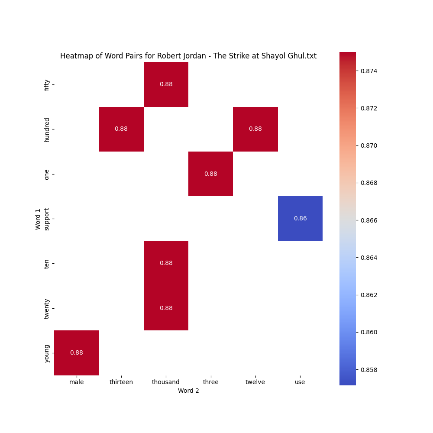 Heatmap of Word Pairs for Robert Jordan - The Strike at Shayol Ghul.txt
Word 1
fifty
hundred
one
support
ten
twenty
young
0.88
0.88 0.88
0.88
0.86
0.88
0.88
0.88
male thirteen thousand three twelve use
Word 2
0.874
0.872
0.870
0.868
0.866
0.864
0.862
0.860
0.858